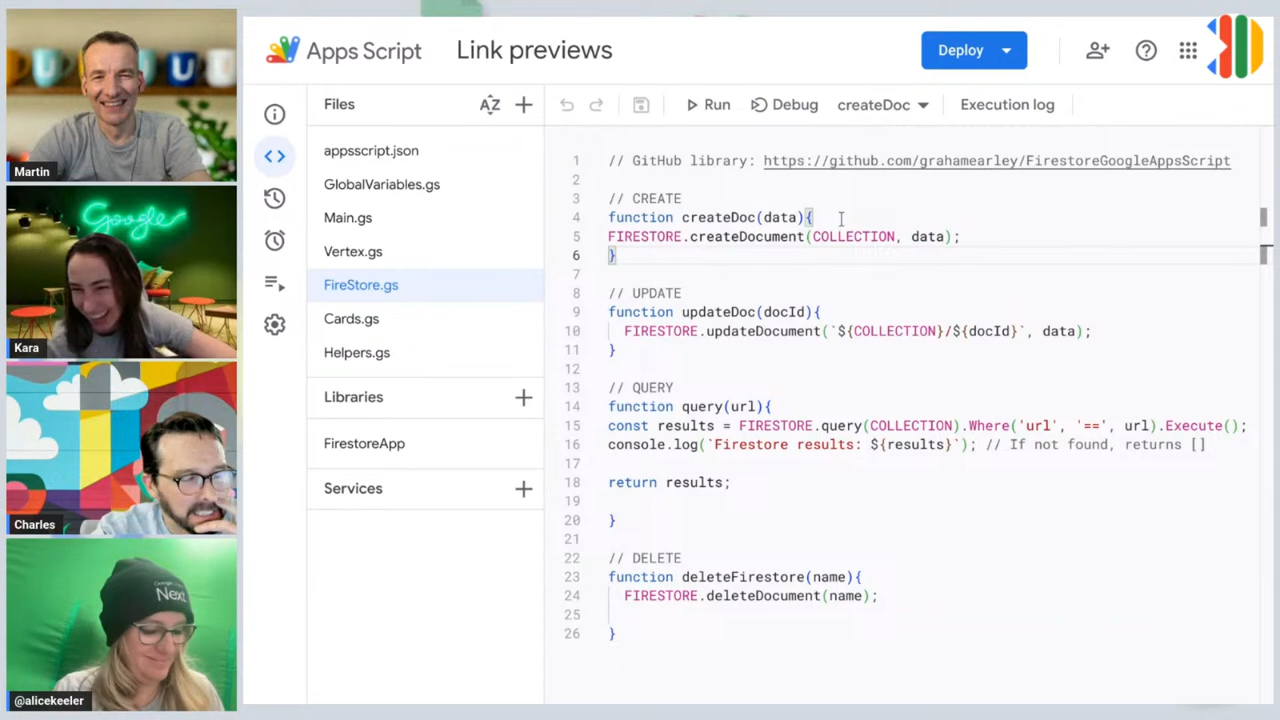 Apps Script
Link previews
Deploy
Files
AZ
Run
Debug
createDoc
Execution log
appsscript.json
GlobalVariables.gs
Main.gs
Vertex.gs
FireStore.gs
Cards.gs
Helpers.gs
Libraries
FirestoreApp
Services
1 // GitHub library: https://github.com/grahamearley/FirestoreGoogleAppsScript
2
3 // CREATE
4 function createDoc(data){
5 FIRESTORE.createDocument(COLLECTION, data);
6 }
7
8 // UPDATE
9 function updateDoc(docId){
10 FIRESTORE.updateDocument(`${COLLECTION}/${docId}`, data);
11 }
12
13 // QUERY
14 function query(url){
15 const results = FIRESTORE.query(COLLECTION).Where('url', '==', url).Execute();
16 console.log(`Firestore results: ${results}`); // If not found, returns []
17
18 return results;
19
20 }
21
22 // DELETE
23 function deleteFirestore(name){
24 FIRESTORE.deleteDocument(name);
25
26 }
Martin
Google
Kara
Charles
Next
@alicekeeler